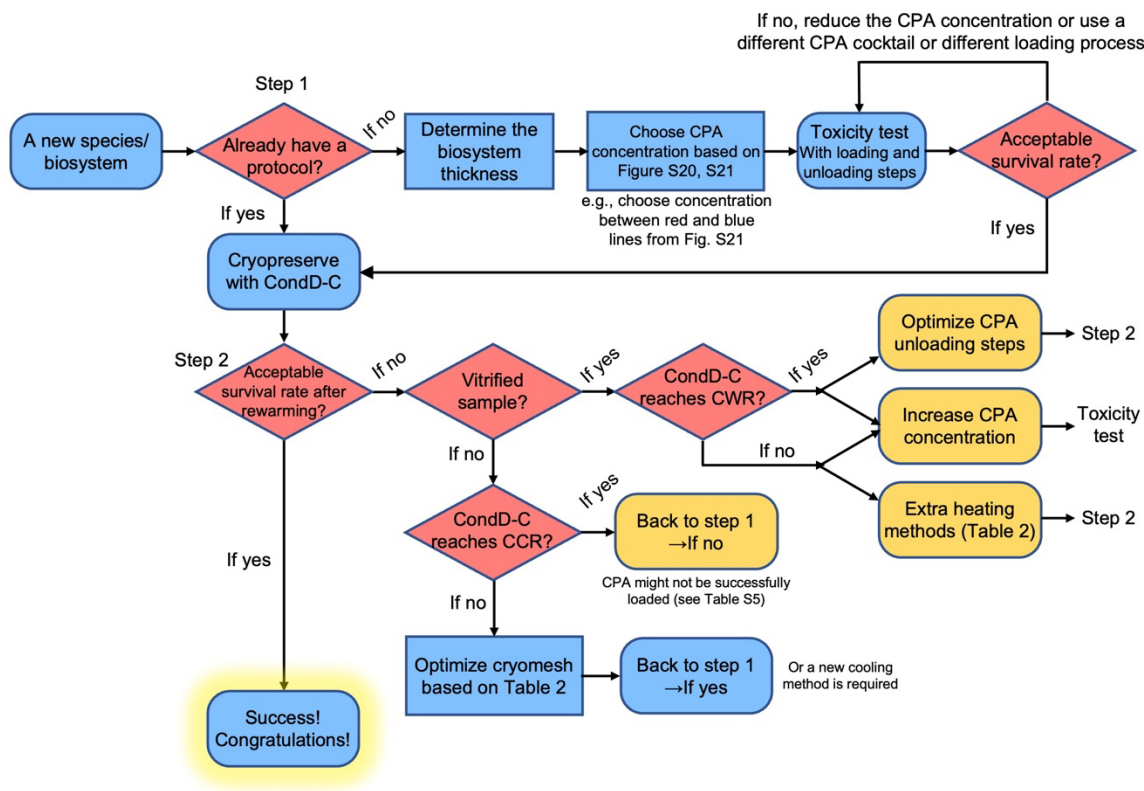 If no, reduce the CPA concentration or use a
different CPA cocktail or different loading process
Step 1
A new species/
biosystem
Already have a
protocol?
If no
Determine the
biosystem
thickness
Choose CPA
concentration based on
Figure S20, S21
e.g., choose concentration
between red and blue
lines from Fig. S21
Toxicity test
With loading and
unloading steps
Acceptable
survival rate?
If yes
If yes
Cryopreserve
with CondD-C
Step 2
Acceptable
survival rate after
rewarming?
If no
Vitrified
sample?
If yes
CondD-C
reaches CWR?
If yes
Optimize CPA
unloading steps
Step 2
Increase CPA
concentration
Toxicity
test
If no
Extra heating
methods (Table 2)
Step 2
If no
CondD-C
reaches CCR?
If yes
Back to step 1
→If no
CPA might not be successfully
loaded (see Table S5)
If yes
If no
Optimize cryomesh
based on Table 2
Back to step 1
→If yes
Or a new cooling
method is required
Success!
Congratulations!